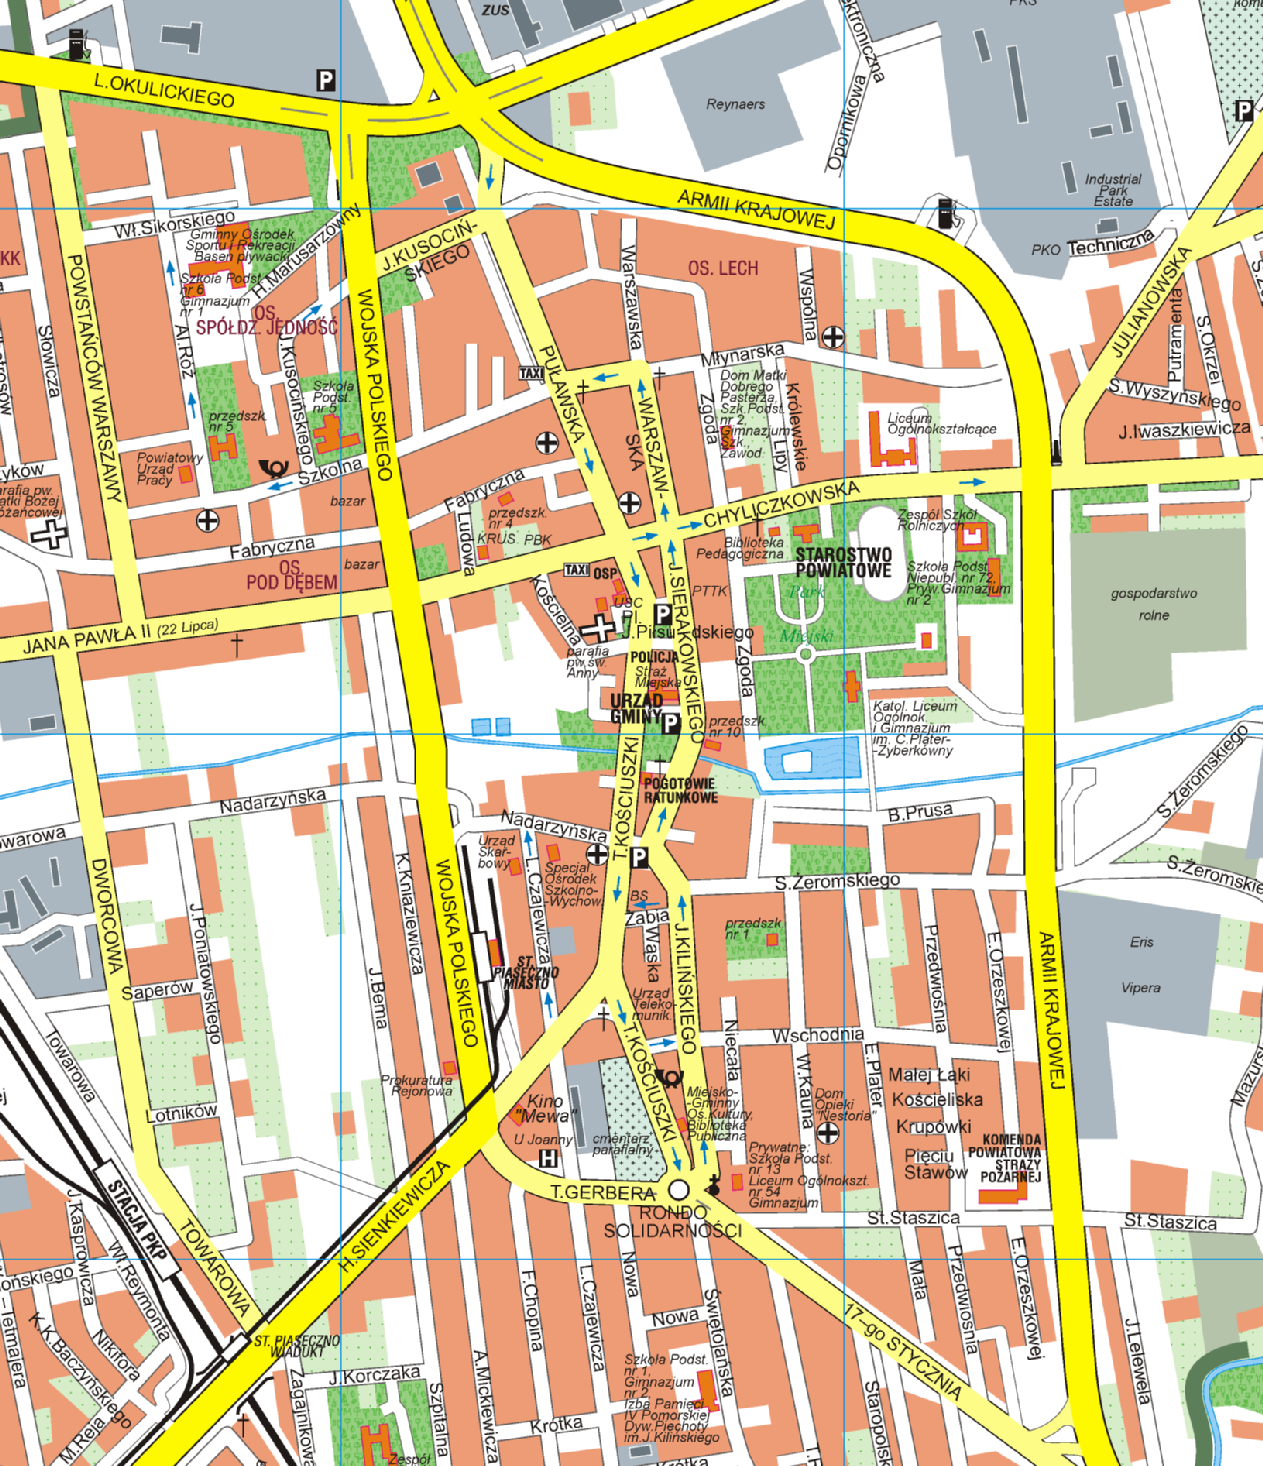 ZUS
PKS
L.OKULICKIEGO
P
Reynaers
Opornikowa
P
Industrial
Park
Estate
ARMII KRAJOWEJ
PKO
Techniczna
Wł.Sikorskiego
H.Marusarzówny
Gminny Ośrodek
Sportu i Rekreacji
Basen pływacki
Szkoła Podst.
nr 6
Gimnazjum
nr 1
J.KUSOCIŃ-
SKIEGO
KK
OS.
SPÓŁDZ. JEDNOŚĆ
OS. LECH
Warszawska
Wspólna
JULIANOWSKA
Putramenta
S.Okrzei
POWSTAŃCÓW WARSZAWY
Słowicza
Al.Róż
J.Kusocińskiego
WOJSKA POLSKIEGO
PUŁAWSKA
TAXI
Młynarska
Dom Matki
Dobrego
Pasterza,
Szk.Podst.
nr 2,
Gimnazjum
Szk.
Zawod.
Zgoda
Królewskie
Lipy
S.Wyszyńskiego
J.Iwaszkiewicza
Liceum
Ogólnokształcące
Szkoła
Podst.
nr 5
przedszk.
nr 5
Powiatowy
Urząd
Pracy
Szkolna
bazar
WARSZAW-
SKA
CHYLICZKOWSKA
Fabryczna
przedszk.
nr 4
KRUS
PBK
Ludowa
Fabryczna
bazar
OS.
POD DĘBEM
JANA PAWŁA II (22 Lipca)
TAXI
OSP
USC
Pl.
J.Piłsudskiego
P
Kościelna
parafia
pw.św.
Anny
Biblioteka
Pedagogiczna
STAROSTWO
POWIATOWE
Zespół Szkół
Rolniczych
Szkoła Podst.
Niepubl. nr 72,
Pryw.Gimnazjum
nr 2
PTTK
Park
Miejski
J.SIERAKOWSKIEGO
Zgoda
gospodarstwo
rolne
POLICJA
Straż
Miejska
URZĄD
GMINY
P
przedszk.
nr 10
Katol. Liceum
Ogólnok.
i Gimnazjum
im. C.Plater-
-Zyberkówny
POGOTOWIE
RATUNKOWE
T.KOŚCIUSZKI
Nadarzyńska
Nadarzyńska
B.Prusa
S.Żeromskiego
S.Żeromskiego
Urząd
Skar-
bowy
Specjal.
Ośrodek
Szkolno-
-Wychow.
P
BS
Żabia
Wąska
S.Żeromskiego
DWORCOWA
K.Kniaziewicza
WOJSKA POLSKIEGO
L.Czajewicza
J.KILIŃSKIEGO
przedszk.
nr 1
Przedwiośnia
E.Orzeszkowej
ARMII KRAJOWEJ
Eris
Vipera
J.Poniatowskiego
Saperów
J.Bema
ST.
PIASECZNO
MIASTO
Urząd
Teleko-
munik.
Towarowa
Wschodnia
Niecała
W.Kauna
E.Plater
Małej Łąki
Kościeliska
Krupówki
Pięciu
Stawów
Prokuratura
Rejonowa
Kino
"Mewa"
U Joanny
H
cmentarz
parafialny
T.KOŚCIUSZKI
Miejsko-
-Gminny
Oś.Kultury,
Biblioteka
Publiczna
Dom
Opieki
"Nestoria"
Lotników
Prywatne:
Szkoła Podst.
nr 13
Liceum Ogólnokszt.
nr 54
Gimnazjum
KOMENDA
POWIATOWA
STRAŻY
POŻARNEJ
T.GERBERA
RONDO
SOLIDARNOŚCI
St.Staszica
St.Staszica
STACJA PKP
J.Kasprowicza
Wł.Reymonta
TOWAROWA
H.SIENKIEWICZA
F.Chopina
L.Czajewicza
Nowa
Nowa
Świętojańska
Mała
Przedwiośnia
E.Orzeszkowej
17-go STYCZNIA
J.Lelewela
K.K.Baczyńskiego
Nikifora
M.Reja
ST. PIASECZNO
WIADUKT
J.Korczaka
Zagajnikowa
Szpitalna
A.Mickiewicza
Krótka
Szkoła Podst.
nr 1,
Gimnazjum
nr 2
Izba Pamięci
IV Pomorskiej
Dyw.Piechoty
im.J.Kilińskiego
Zespół
Krótka